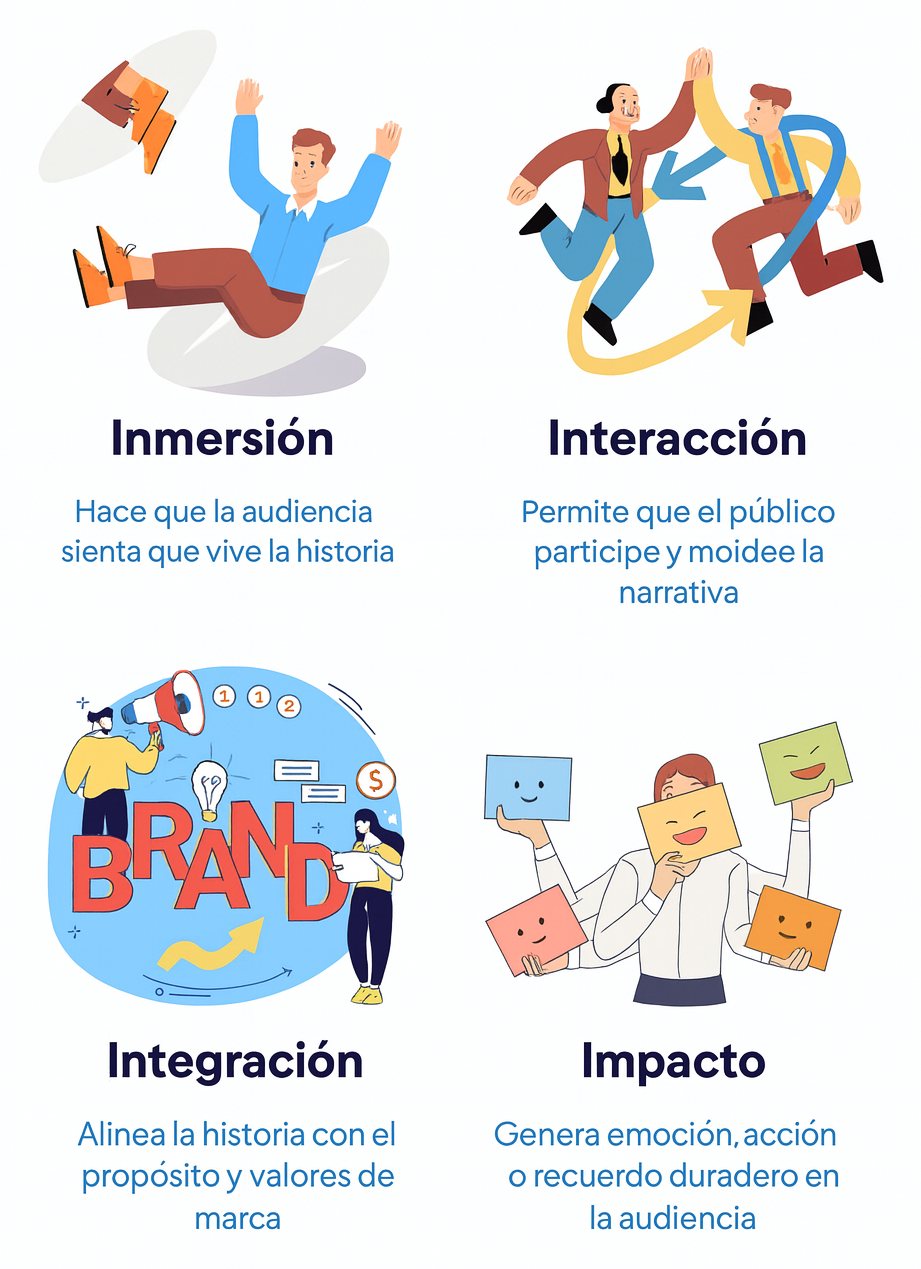 Inmersión
Hace que la audiencia
sienta que vive la historia
Interacción
Permite que el público
participe y moidee la
narrativa
1 1 2
$
BRAND
Integración
Alinea la historia con el
propósito y valores de
marca
Impacto
Genera emoción, acción
o recuerdo duradero en
la audiencia